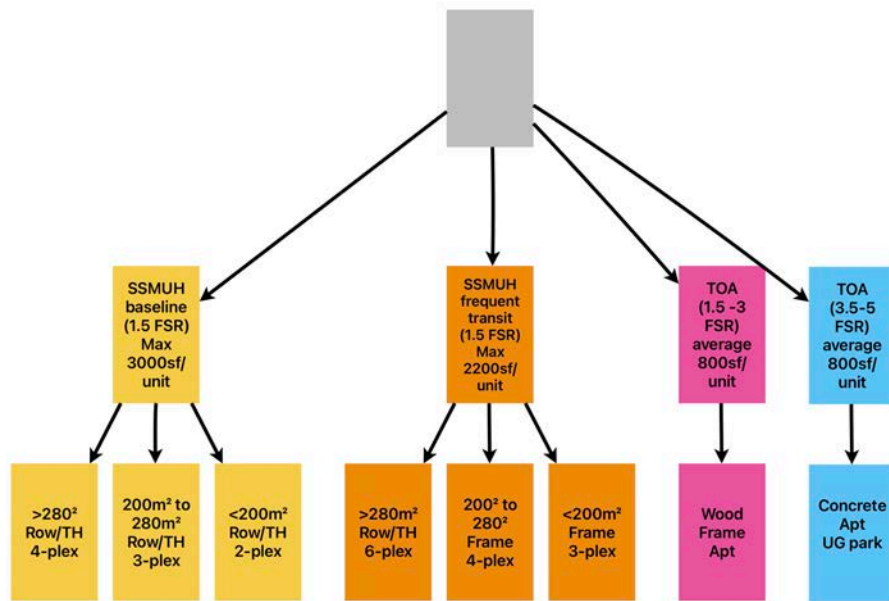 SSMUH
baseline
(1.5 FSR)
Max
3000sf/
unit
SSMUH
frequent
transit
(1.5 FSR)
Max
2200sf/
unit
TOA
(1.5 -3
FSR)
average
800sf/
unit
TOA
(3.5-5
FSR)
average
800sf/
unit
>280²
Row/TH
4-plex
200m² to
280m²
Row/TH
3-plex
<200m²
Row/TH
2-plex
>280m²
Row/TH
6-plex
200² to
280²
Frame
4-plex
<200m²
Frame
3-plex
Wood
Frame
Apt
Concrete
Apt
UG park